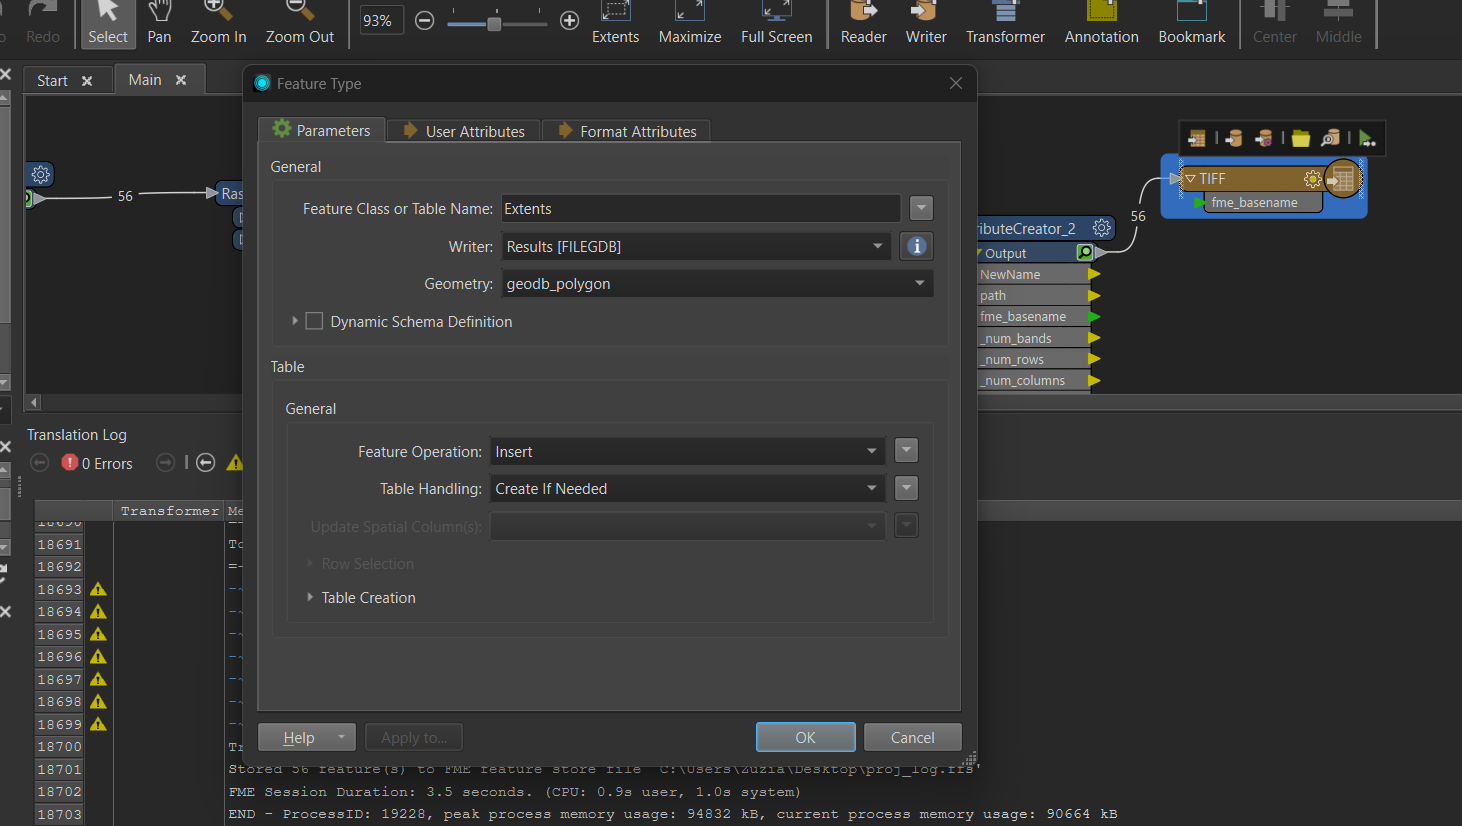 Redo
Select
Pan
Zoom In
Zoom Out
93%
Extents
Maximize
Full Screen
Reader
Writer
Transformer
Annotation
Bookmark
Center
Middle
Start
Main
Feature Type
Parameters
User Attributes
Format Attributes
General
Feature Class or Table Name: Extents
Writer: Results [FILEGDB]
Geometry: geodb_polygon
Dynamic Schema Definition
Table
General
Feature Operation: Insert
Table Handling: Create If Needed
Update Spatial Column(s):
Row Selection
Table Creation
Help
Apply to...
OK
Cancel
56
Ras
TIFF
fme_basename
56
ributeCreator_2
Output
NewName
path
fme_basename
_num_bands
_num_rows
_num_columns
Translation Log
0 Errors
Transformer
Me
18690
18691 To
18692 =-
18693 -~
18694 -~
18695 -~
18696 -~
18697 -~
18698 -~
18699 -~
18700 Tr
18701 Stored 56 feature(s) to FME feature store file `C:\Users\Zuzia\Desktop\proj_log.ffs'
18702 FME Session Duration: 3.5 seconds. (CPU: 0.9s user, 1.0s system)
18703 END - ProcessID: 19228, peak process memory usage: 94832 kB, current process memory usage: 90664 kB